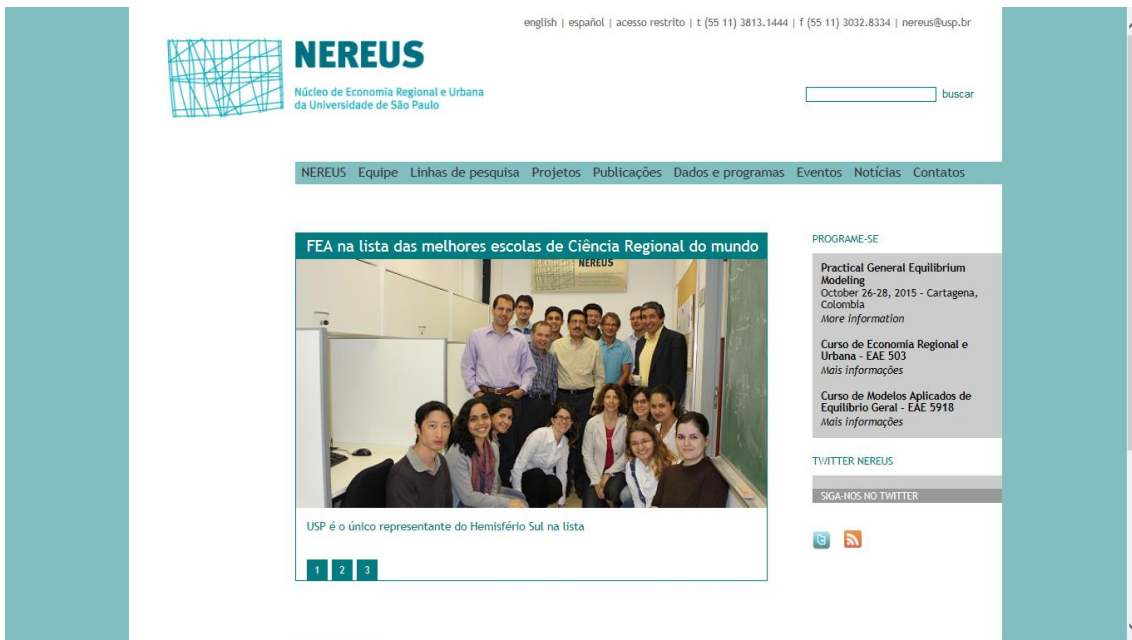 english | español | acesso restrito | t (55 11) 3813.1444 | f (55 11) 3032.8334 | nereus@usp.br
NEREUS
Núcleo de Economia Regional e Urbana
da Universidade de São Paulo
buscar
NEREUS Equipe Linhas de pesquisa Projetos Publicações Dados e programas Eventos Notícias Contatos
FEA na lista das melhores escolas de Ciência Regional do mundo
NEREUS
USP é o único representante do Hemisfério Sul na lista
1 2 3
PROGRAME-SE
Practical General Equilibrium
Modeling
October 26-28, 2015 - Cartagena,
Colombia
More information
Curso de Economia Regional e
Urbana - EAE 503
Mais informações
Curso de Modelos Aplicados de
Equilíbrio Geral - EAE 5918
Mais informações
TWITTER NEREUS
SIGA-NOS NO TWITTER